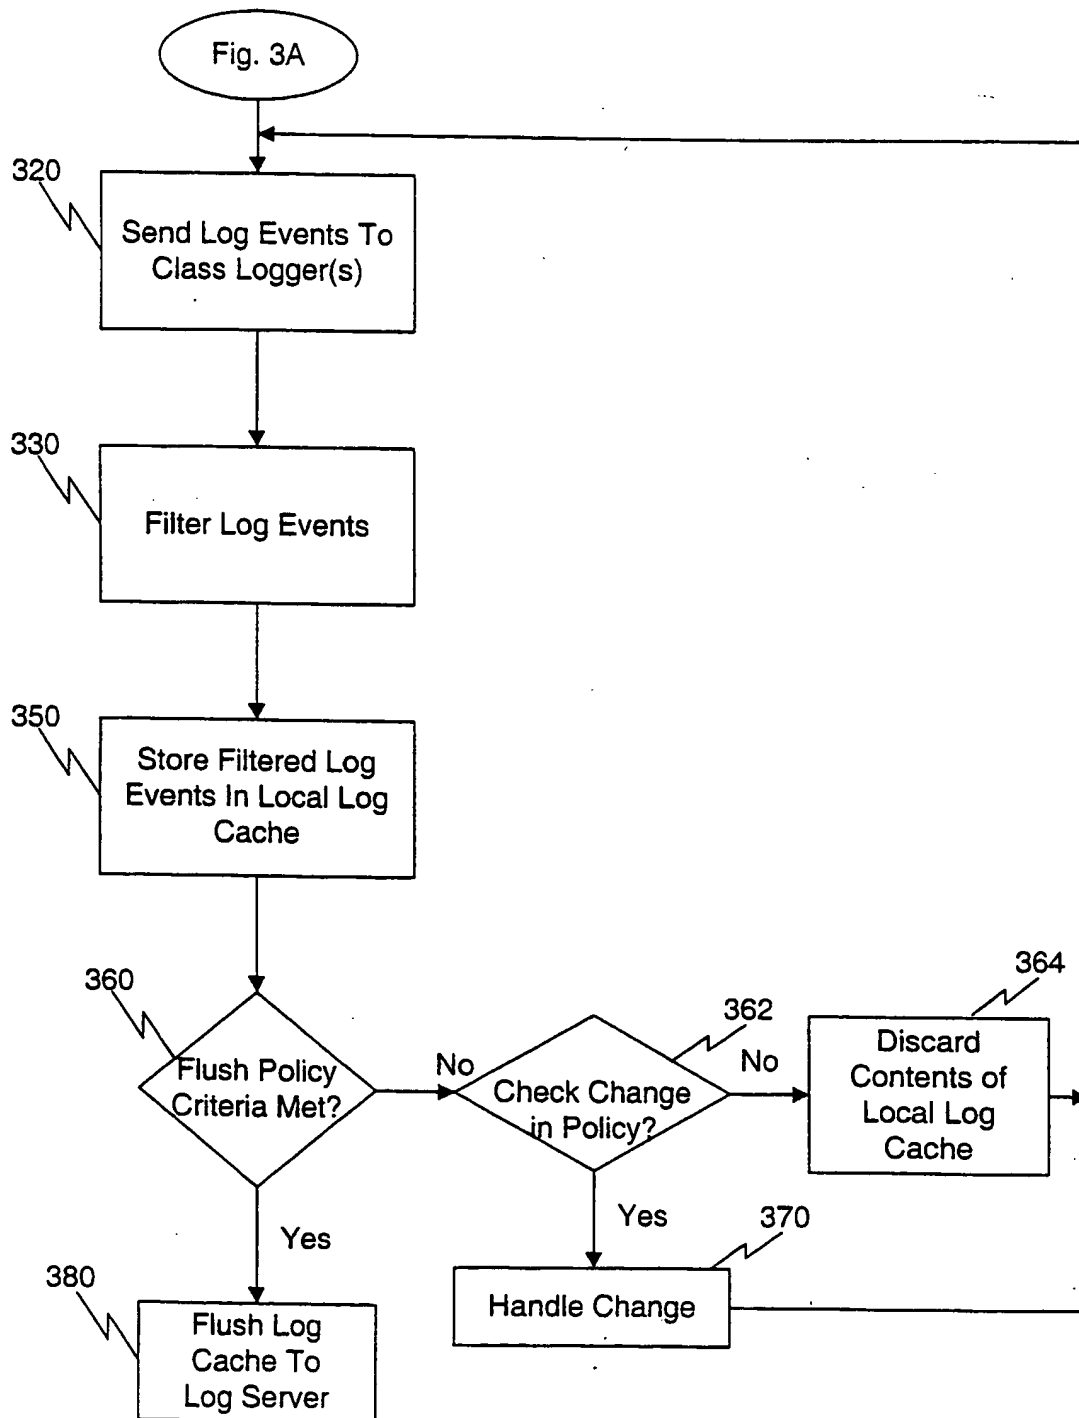 Fig. 3A
320
Send Log Events To
Class Logger(s)
330
Filter Log Events
350
Store Filtered Log
Events In Local Log
Cache
360
Flush Policy
Criteria Met?
No
362
Check Change
in Policy?
No
364
Discard
Contents of
Local Log
Cache
Yes
Yes
370
Handle Change
380
Flush Log
Cache To
Log Server